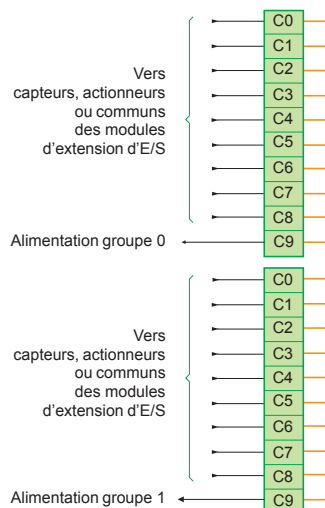 C0
C1
Vers
C2
capteurs, actionneurs
C3
ou communs
C4
des modules
C5
d'extension d'E/S
C6
C7
C8
Alimentation groupe 0
C9
C0
C1
Vers
C2
capteurs, actionneurs
C3
ou communs
C4
des modules
C5
d'extension d'E/S
C6
C7
C8
Alimentation groupe 1
C9